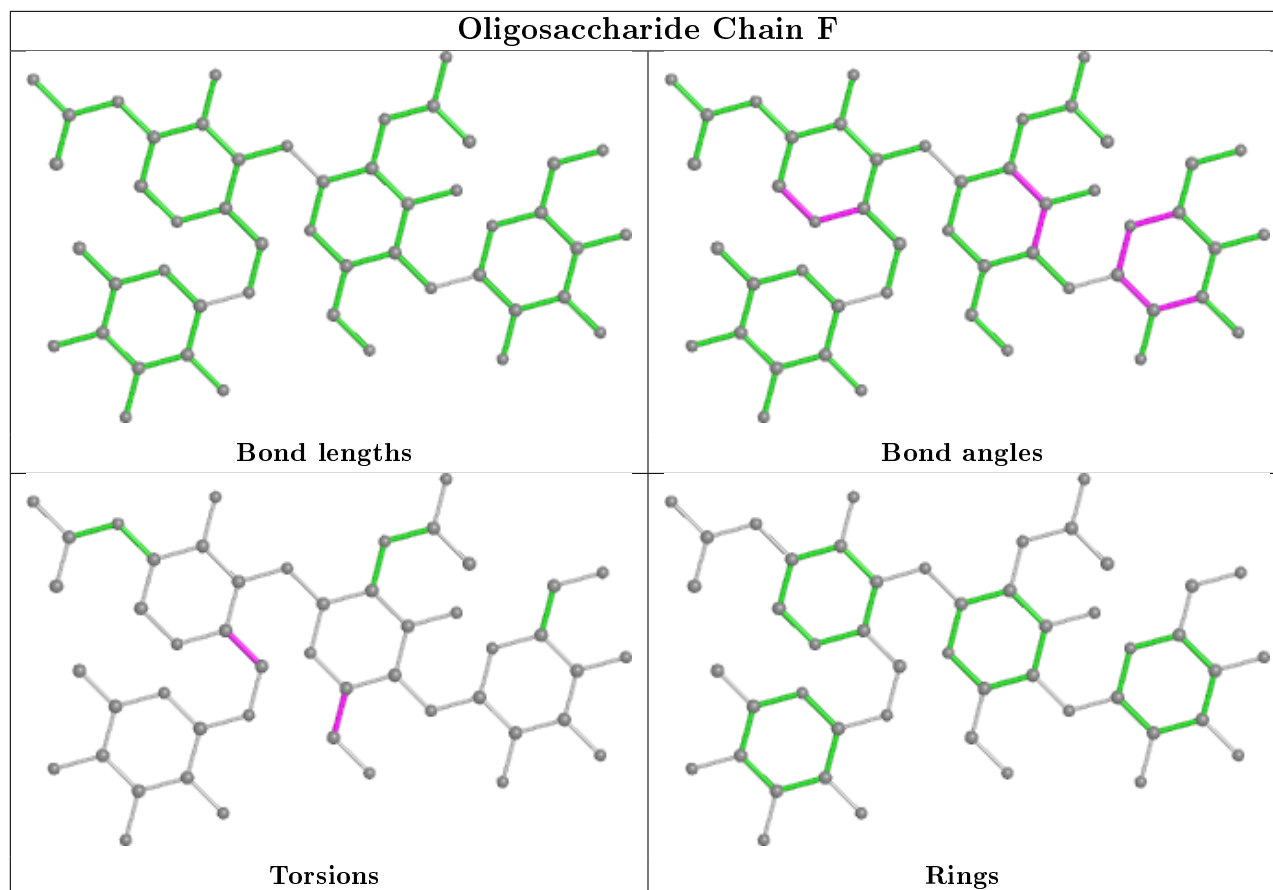 Oligosaccharide Chain F
Bond lengths
Bond angles
Torsions
Rings